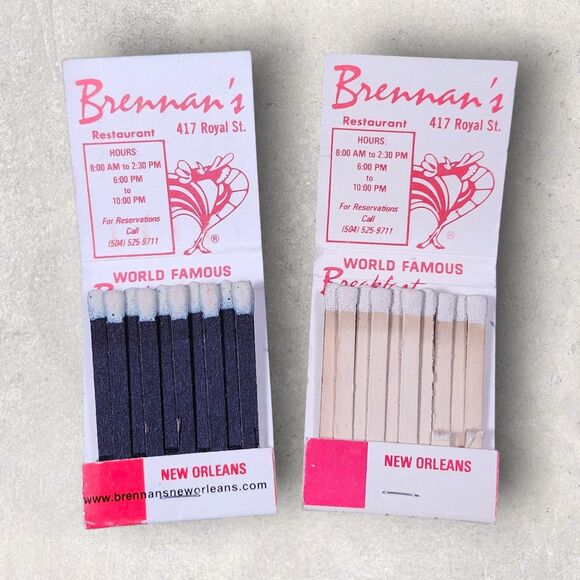 Brennan's
Restaurant 417 Royal St.
HOURS:
8:00 AM to 2:30 PM
6:00 PM
to
10:00 PM
For Reservations
Call
(504) 525-9711
®
WORLD FAMOUS
NEW ORLEANS
www.brennansneworleans.com
Brennan's
Restaurant 417 Royal St.
HOURS:
8:00 AM to 2:30 PM
6:00 PM
to
10:00 PM
For Reservations
Call
(504) 525-9711
®
WORLD FAMOUS
Breakfast
NEW ORLEANS